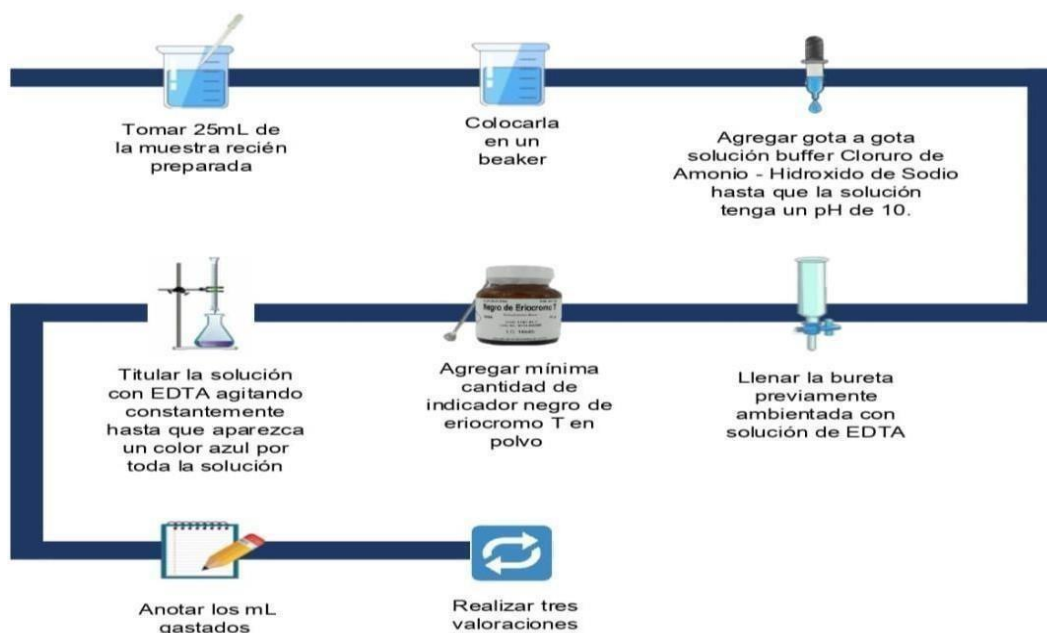 Tomar 25mL de
la muestra recién
preparada
Colocarla
en un
beaker
Agregar gota a gota
solución buffer Cloruro de
Amonio - Hidroxido de Sodio
hasta que la solución
tenga un pH de 10.
Llenar la bureta
previamente
ambientada con
solución de EDTA
Negro de Eriocromo T
Agregar mínima
cantidad de
indicador negro de
eriocromo T en
polvo
Titular la solución
con EDTA agitando
constantemente
hasta que aparezca
un color azul por
toda la solución
Anotar los mL
gastados
Realizar tres
valoraciones